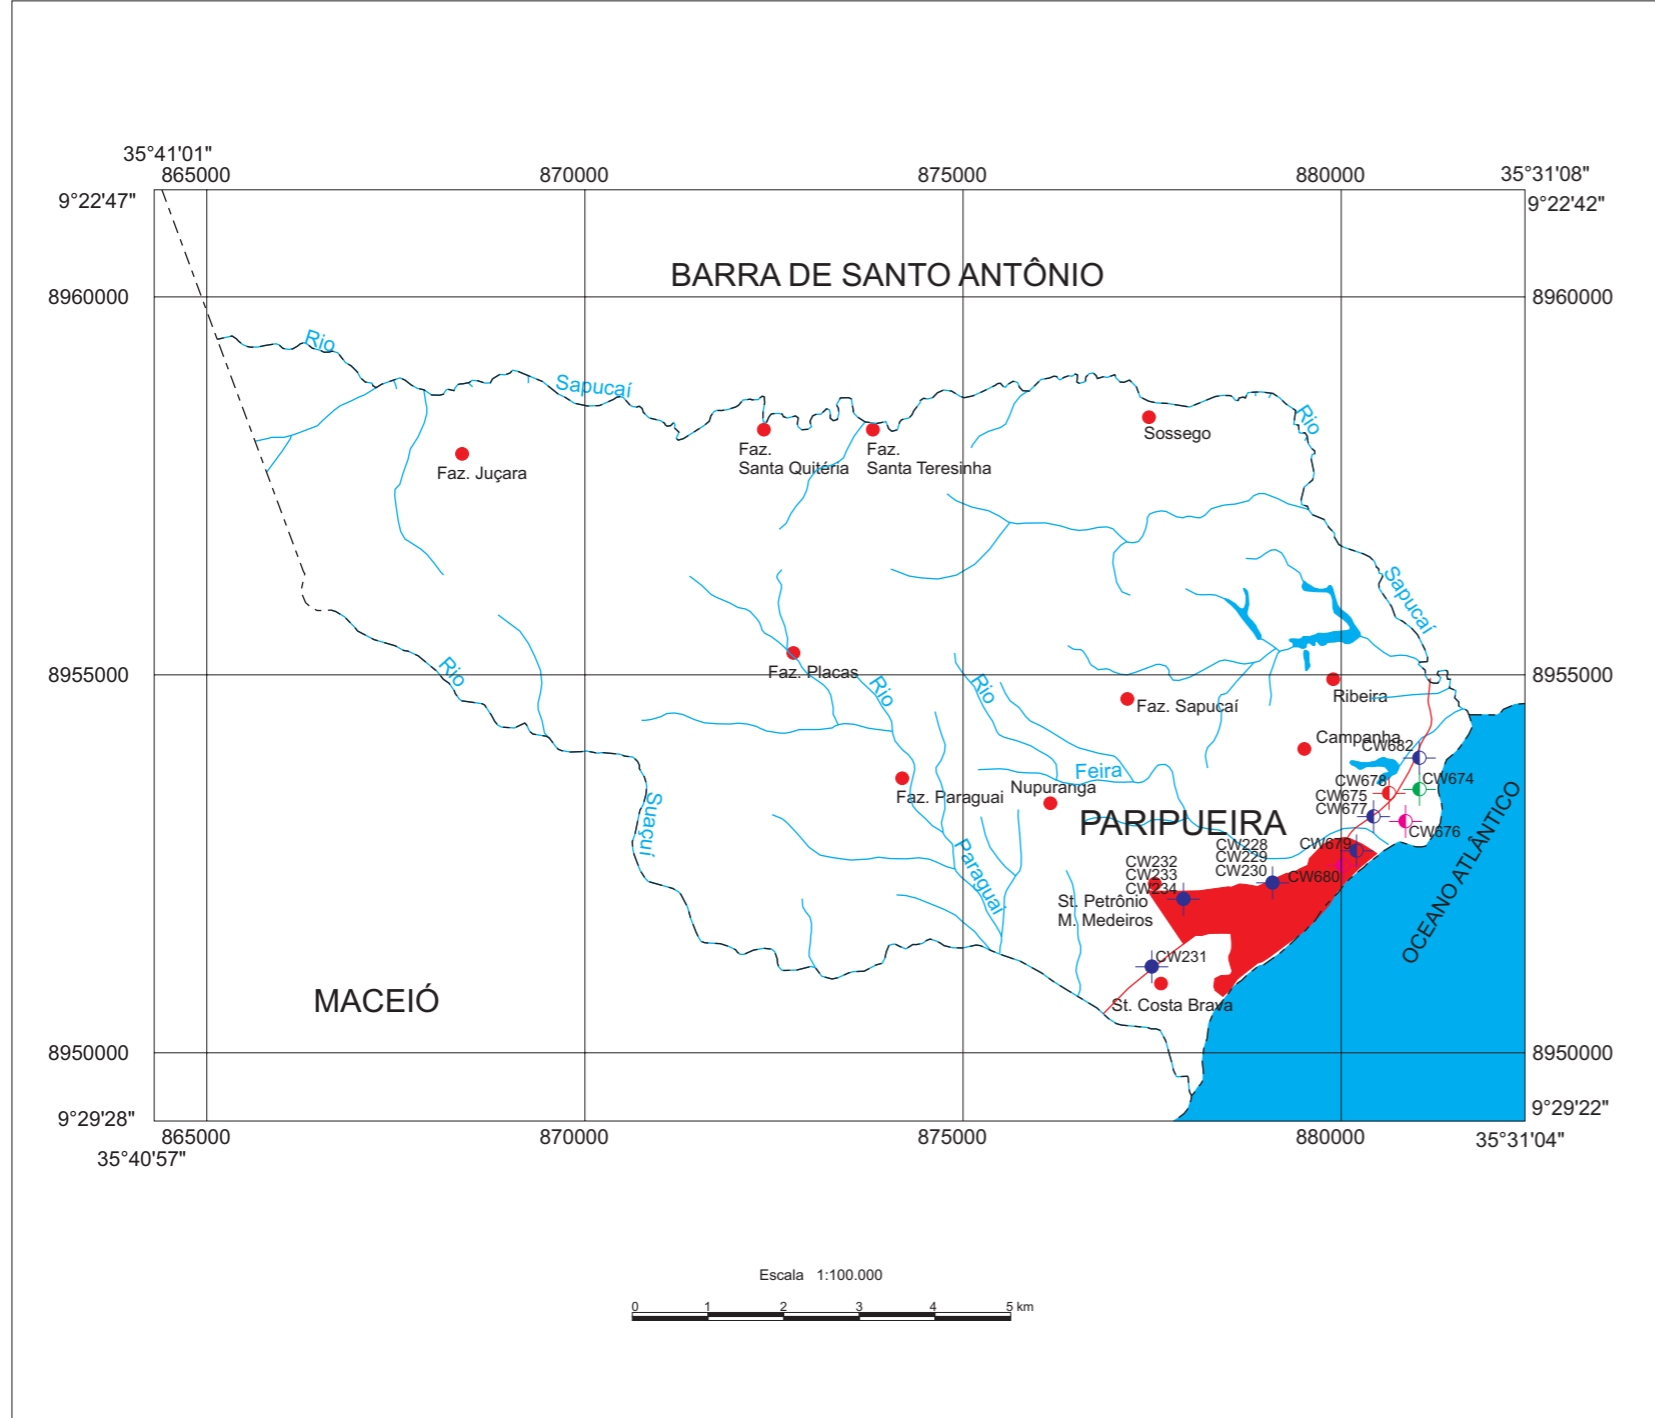 35°41'01"
865000
870000
875000
880000
35°31'08"
9°22'47"
9°22'42"
BARRA DE SANTO ANTÔNIO
8960000
8960000
Rio
Sapucaí
Rio
Sossego
Faz.
Santa Quitéria
Faz.
Santa Teresinha
Faz. Juçara
Sapucaí
Rio
Faz. Placas
8955000
8955000
Rio
Rio
Ribeira
Faz. Sapucaí
Campanha
CW682
Feira
CW678
CW674
Nupuranga
Faz. Paraguai
CW675
CW677
Suaçuí
PARIPUEIRA
CW676
OCEANO ATLÂNTICO
Paraguai
CW228
CW229
CW230
CW679
CW232
CW233
CW234
CW680
St. Petrônio
M. Medeiros
CW231
MACEIÓ
St. Costa Brava
8950000
8950000
9°29'28"
9°29'22"
865000
870000
875000
880000
35°40'57"
35°31'04"
Escala 1:100.000
0 1 2 3 4 5 km